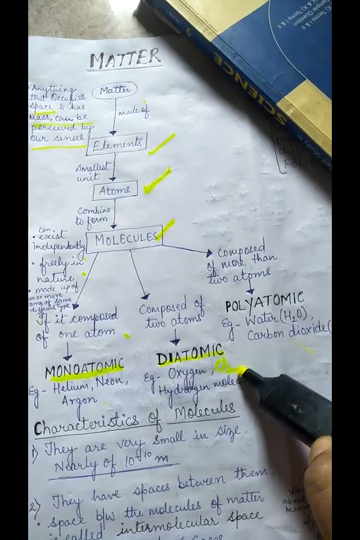 MATTER
Anything
that occupies
space & has
mass, can be
perceived by
our senses
Matter
made of
Elements
Smallest
unit
Atoms
Combine
to form
MOLECULES
can
exist
independently
freely in
nature
made up of
If it composed
of one atom
MONOATOMIC
Eg - Helium, Neon,
Argon
Composed of
two atoms
DIATOMIC
Eg: Oxygen,
Hydrogen mole
Composed
of more than
two atoms
POLYATOMIC
Eg - Water (H2O),
Carbon dioxide(
Characteristics of Molecules
1) They are very small in size.
Nearly of 10-10 m
2) They have spaces between them
space b/w the molecules of matter
is called intermolecular space
SCIENCE